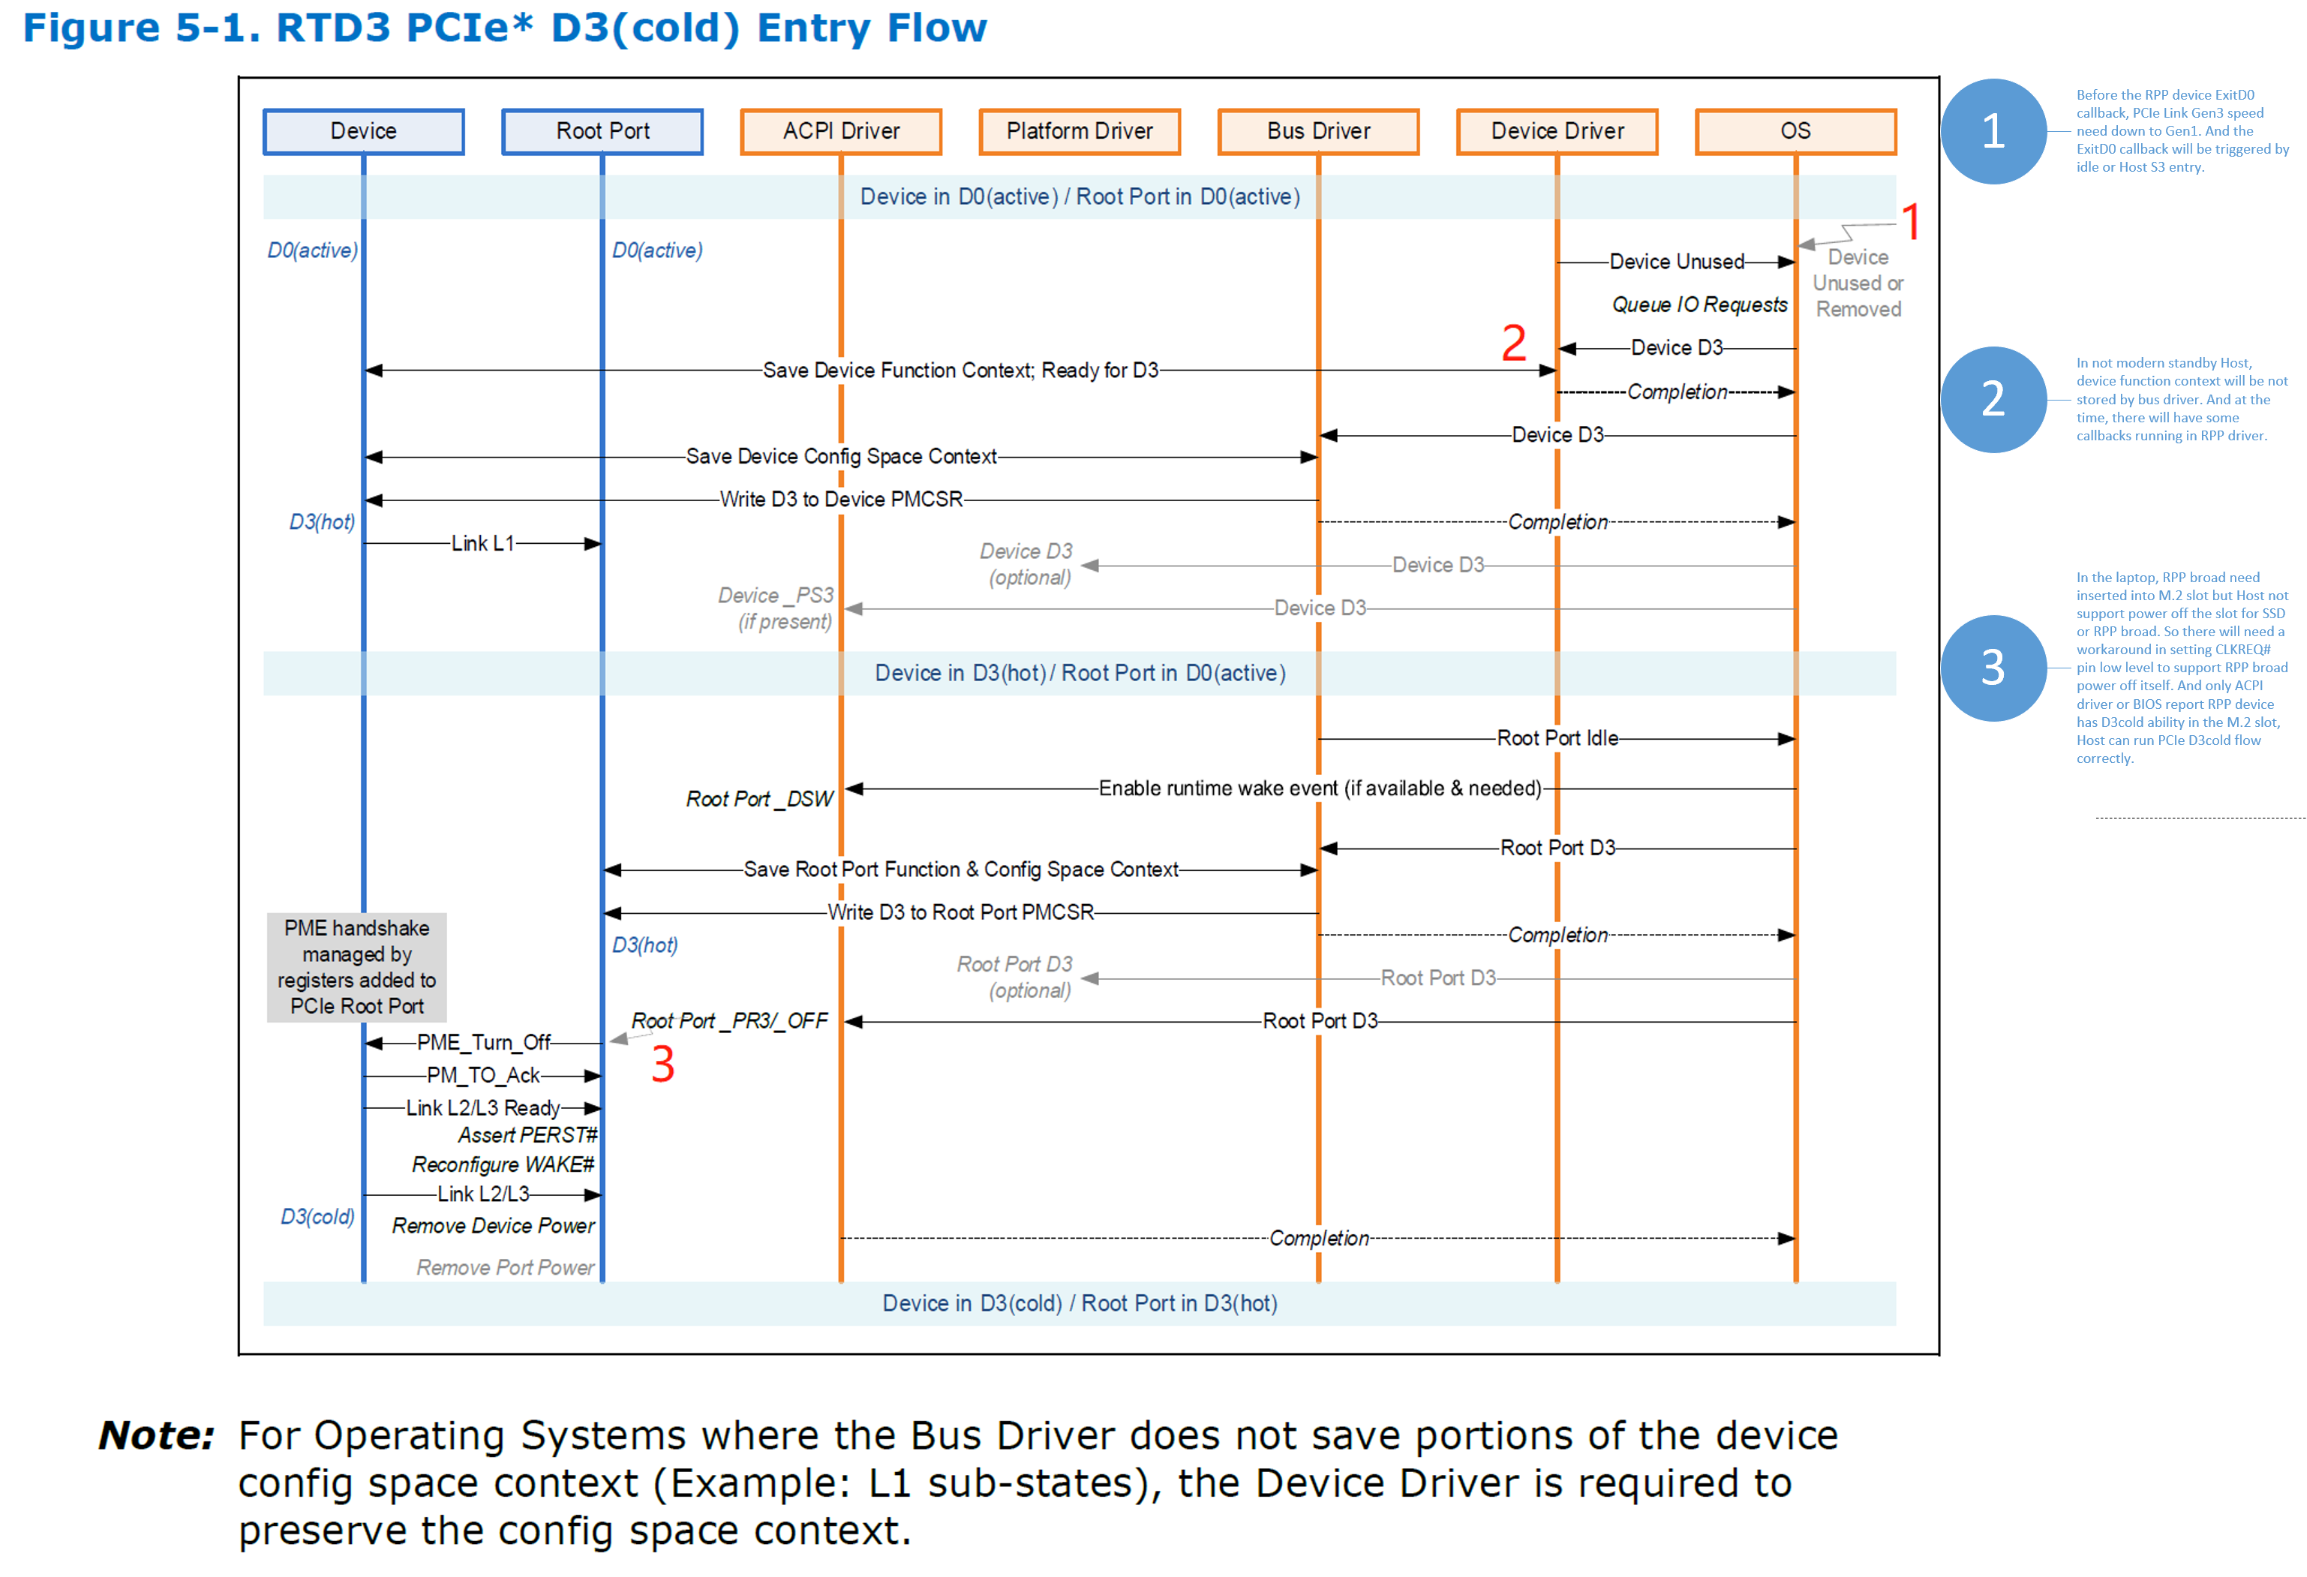 Figure 5-1. RTD3 PCIe* D3(cold) Entry Flow
Device
Root Port
ACPI Driver
Platform Driver
Bus Driver
Device Driver
OS
Device in D0(active) / Root Port in D0(active)
1
D0(active)
D0(active)
Device Unused
Device
Unused or
Removed
Queue IO Requests
2
Device D3
Save Device Function Context; Ready for D3
Completion
Device D3
Save Device Config Space Context
Write D3 to Device PMCSR
D3(hot)
Completion
Link L1
Device D3
(optional)
Device D3
Device _PS3
(if present)
Device D3
Device in D3(hot) / Root Port in D0(active)
Root Port Idle
Enable runtime wake event (if available & needed)
Root Port _DSW
Root Port D3
Save Root Port Function & Config Space Context
Write D3 to Root Port PMCSR
PME handshake
managed by
registers added to
PCIe Root Port
D3(hot)
Completion
Root Port D3
(optional)
Root Port D3
Root Port _PR3/_OFF
Root Port D3
PME_Turn_Off
3
PM_TO_Ack
Link L2/L3 Ready
Assert PERST#
Reconfigure WAKE#
Link L2/L3
D3(cold)
Remove Device Power
Completion
Remove Port Power
Device in D3(cold) / Root Port in D3(hot)
1
Before the RPP device ExitD0
callback, PCIe Link Gen3 speed
need down to Gen1. And the
ExitD0 callback will be triggered by
idle or Host S3 entry.
2
In not modern standby Host,
device function context will be not
stored by bus driver. And at the
time, there will have some
callbacks running in RPP driver.
3
In the laptop, RPP broad need
inserted into M.2 slot but Host not
support power off the slot for SSD
or RPP broad. So there will need a
workaround in setting CLKREQ#
pin low level to support RPP broad
power off itself. And only ACPI
driver or BIOS report RPP device
has D3cold ability in the M.2 slot,
Host can run PCIe D3cold flow
correctly.
Note: For Operating Systems where the Bus Driver does not save portions of the device
config space context (Example: L1 sub-states), the Device Driver is required to
preserve the config space context.